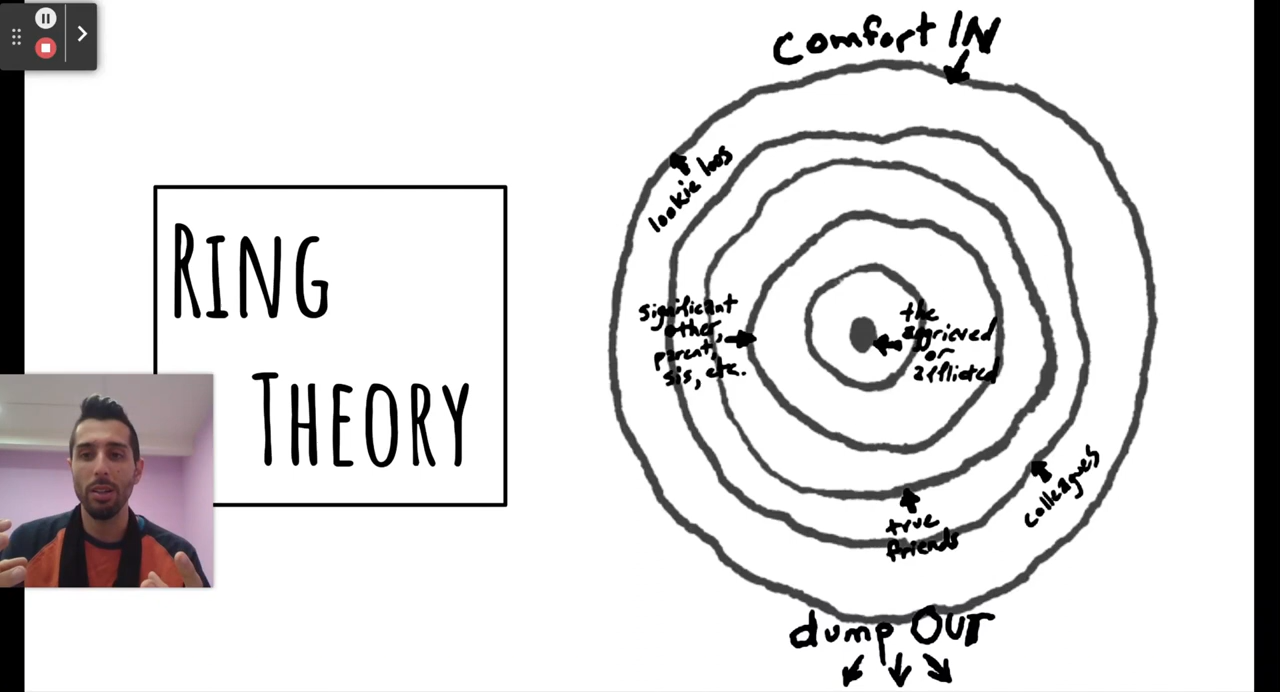 comfort IN
lookie loos
RING
THEORY
significant
other,
parent,
sis, etc.
the
aggrieved
or
afflicted
colleagues
true
friends
dump OUT